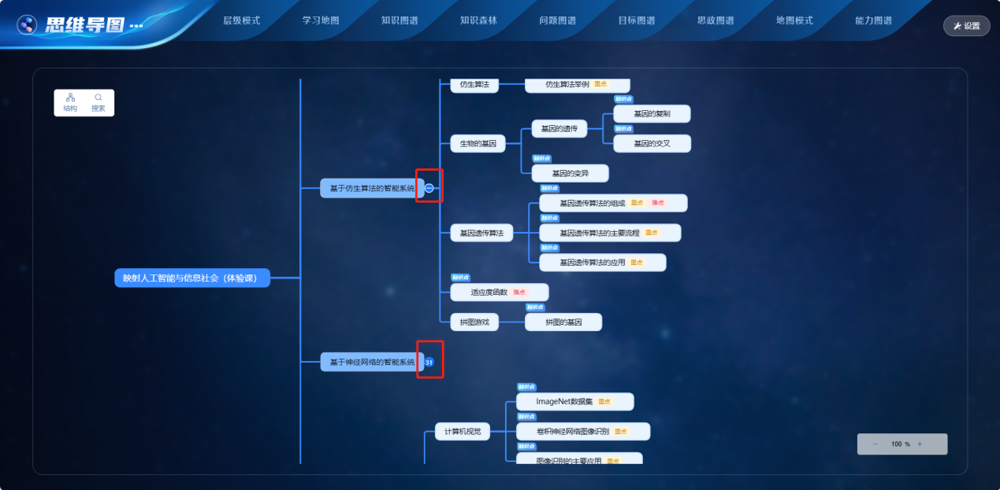 思维导图 ...
层级模式 学习地图 知识图谱 知识森林 问题图谱 目标图谱 思政图谱 地图模式 能力图谱
设置
结构 搜索
仿生算法 仿生算法举例 重点
知识点
基因的复制
基因的遗传
知识点
生物的基因 基因的交叉
知识点
基因的变异
知识点
基于仿生算法的智能系统
基因遗传算法的组成 重点 难点
知识点
基因遗传算法 基因遗传算法的主要流程 重点
知识点
基因遗传算法的应用 重点
映射人工智能与信息社会（体验课）
知识点
适应度函数 难点
知识点
拼图游戏 拼图的基因
基于神经网络的智能系统 31
知识点
ImageNet数据集 重点
知识点
计算机视觉 卷积神经网络图像识别 重点
知识点
图像识别的主要应用 重点
− 100 % +